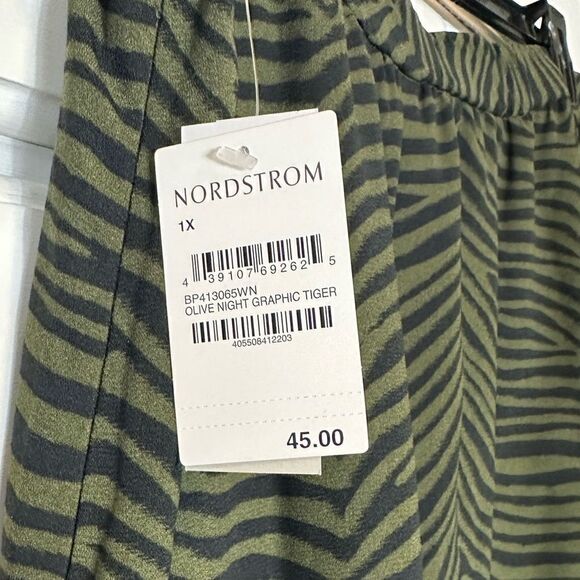 NORDSTROM
1X
4 39107 69262 5
BP413065WN
OLIVE NIGHT GRAPHIC TIGER
405508412203
45.00